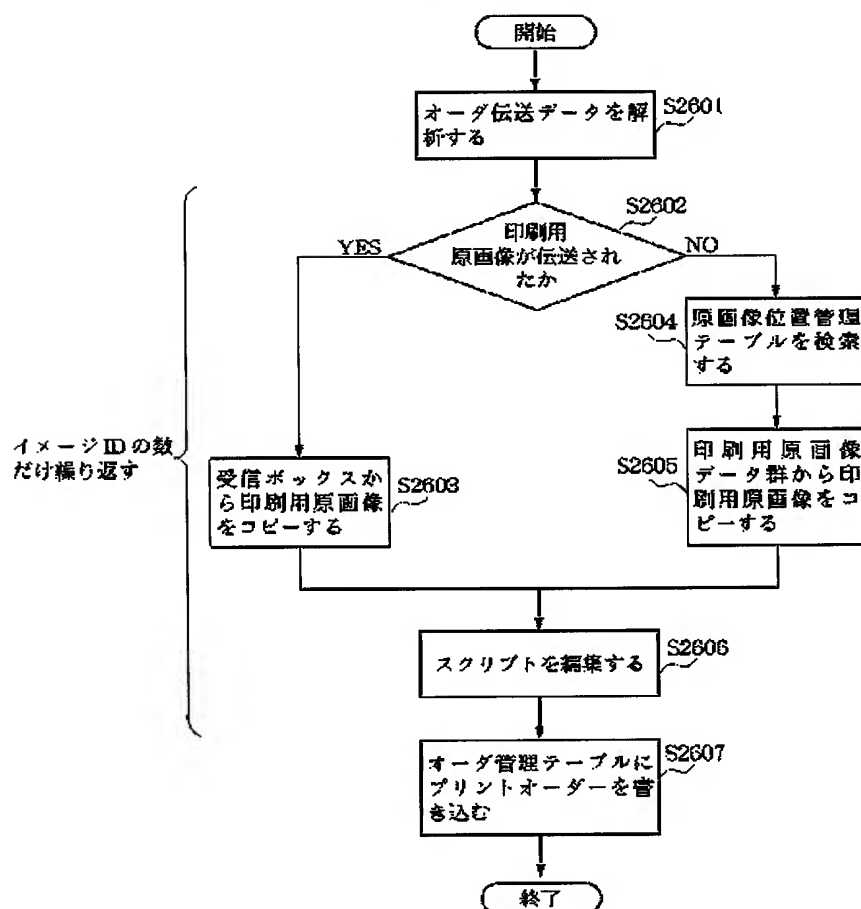 開始
オーダ伝送データを解
析する
S2601
S2602
印刷用
原画像が伝送され
たか
YES
NO
S2604
原画像位置管理
テーブルを検索
する
イメージIDの数
だけ繰り返す
受信ボックスか
ら印刷用原画像
をコピーする
S2603
S2605
印刷用原画像
データ群から印
刷用原画像をコ
ピーする
スクリプトを編集する
S2606
オーダ管理テーブルに
プリントオーダーを書
き込む
S2607
終了